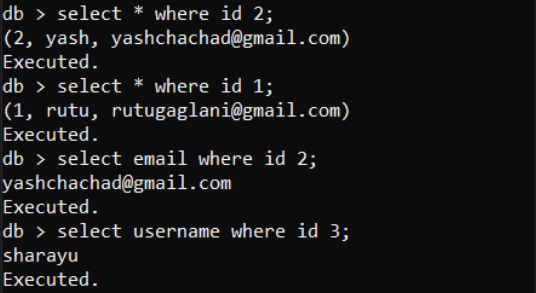 db > select * where id 2;
(2, yash, yashchachad@gmail.com)
Executed.
db > select * where id 1;
(1, rutu, rutugaglani@gmail.com)
Executed.
db > select email where id 2;
yashchachad@gmail.com
Executed.
db > select username where id 3;
sharayu
Executed.